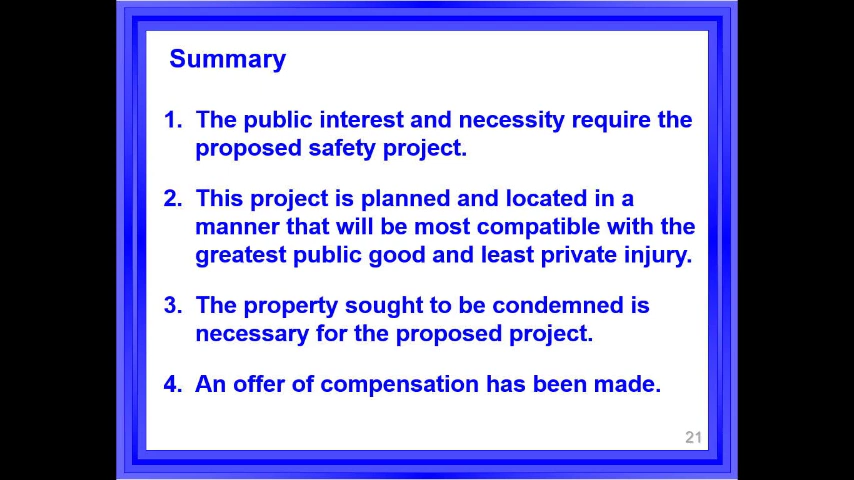 Summary
1. The public interest and necessity require the
proposed safety project.
2. This project is planned and located in a
manner that will be most compatible with the
greatest public good and least private injury.
3. The property sought to be condemned is
necessary for the proposed project.
4. An offer of compensation has been made.
21